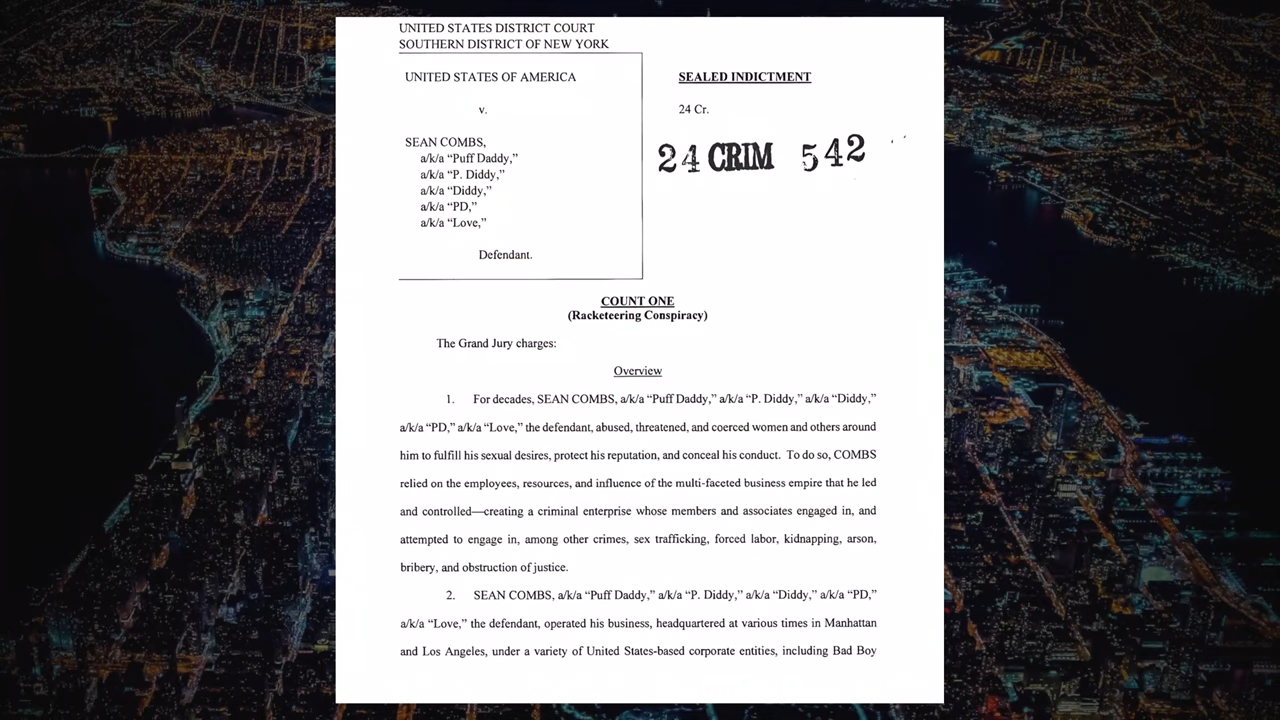 UNITED STATES DISTRICT COURT
SOUTHERN DISTRICT OF NEW YORK
UNITED STATES OF AMERICA
v.
SEAN COMBS,
a/k/a “Puff Daddy,”
a/k/a “P. Diddy,”
a/k/a “Diddy,”
a/k/a “PD,”
a/k/a “Love,”
Defendant.
SEALED INDICTMENT
24 Cr.
24 CRIM 542
COUNT ONE
(Racketeering Conspiracy)
The Grand Jury charges:
Overview
1. For decades, SEAN COMBS, a/k/a “Puff Daddy,” a/k/a “P. Diddy,” a/k/a “Diddy,”
a/k/a “PD,” a/k/a “Love,” the defendant, abused, threatened, and coerced women and others around
him to fulfill his sexual desires, protect his reputation, and conceal his conduct. To do so, COMBS
relied on the employees, resources, and influence of the multi-faceted business empire that he led
and controlled—creating a criminal enterprise whose members and associates engaged in, and
attempted to engage in, among other crimes, sex trafficking, forced labor, kidnapping, arson,
bribery, and obstruction of justice.
2. SEAN COMBS, a/k/a “Puff Daddy,” a/k/a “P. Diddy,” a/k/a “Diddy,” a/k/a “PD,”
a/k/a “Love,” the defendant, operated his business, headquartered at various times in Manhattan
and Los Angeles, under a variety of United States-based corporate entities, including Bad Boy